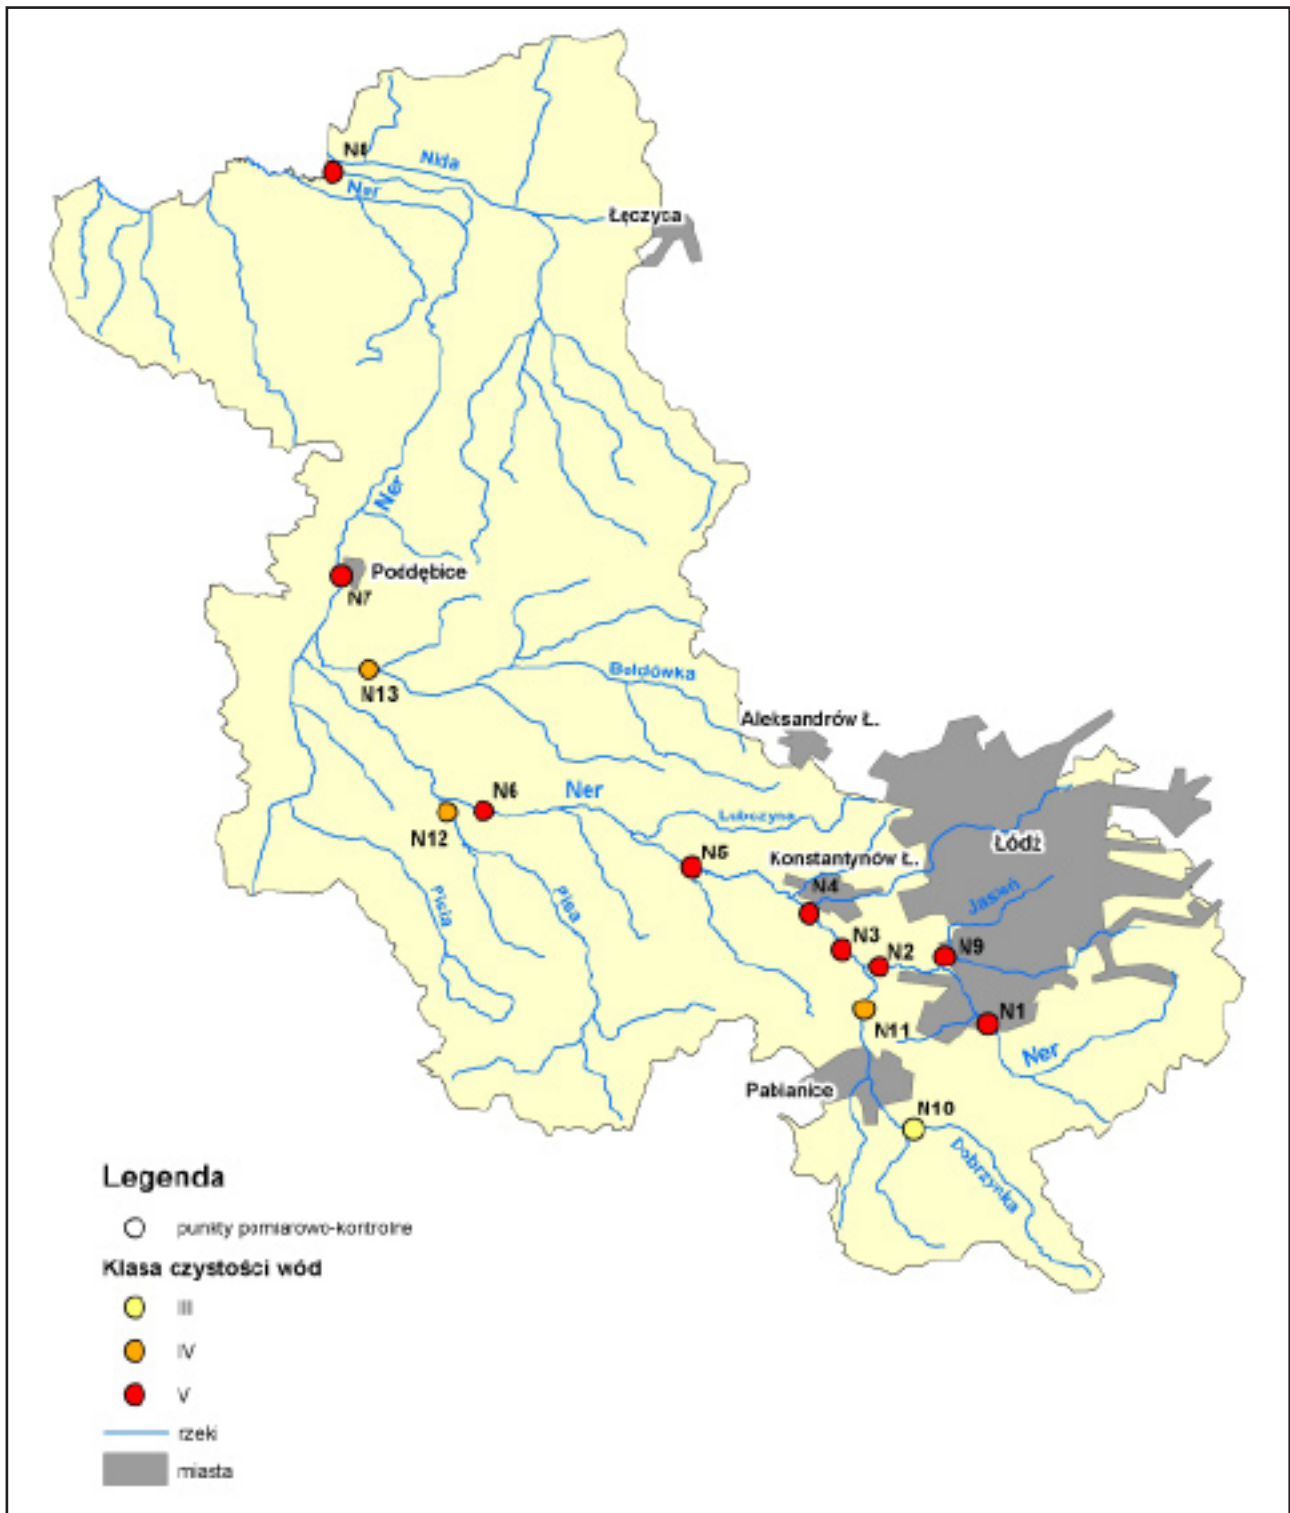 N8
Nida
Ner
Łęczyca
Ner
Poddębice
N7
N13
Bełdówka
Aleksandrów Ł.
N6
Ner
N12
Lubczyna
Łódź
N5
Konstantynów Ł.
N4
Jasień
Pisia
Pisa
N3
N2
N9
N11
N1
Ner
Pabianice
N10
Dobrzynka
Legenda
punkty pomiarowo-kontrolne
Klasa czystości wód
III
IV
V
rzeki
miasta